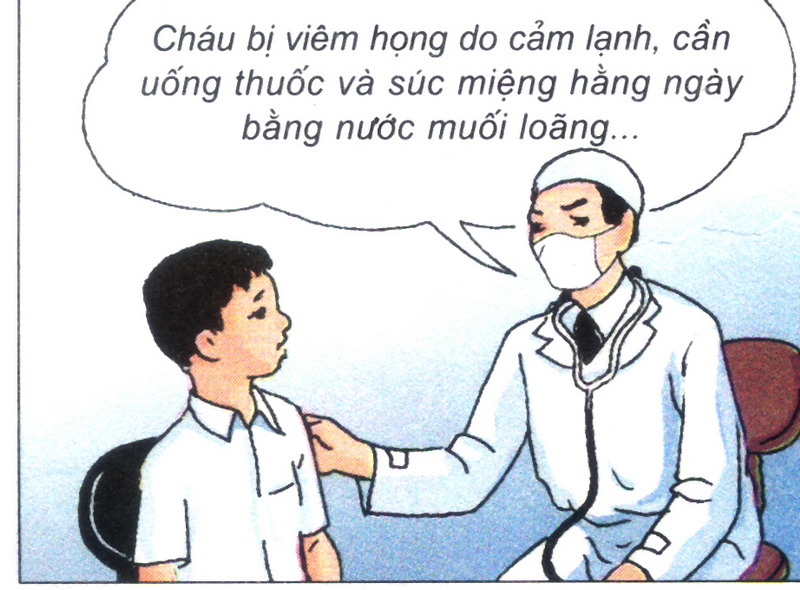 Cháu bị viêm họng do cảm lạnh, cần
uống thuốc và súc miệng hằng ngày
bằng nước muối loãng...